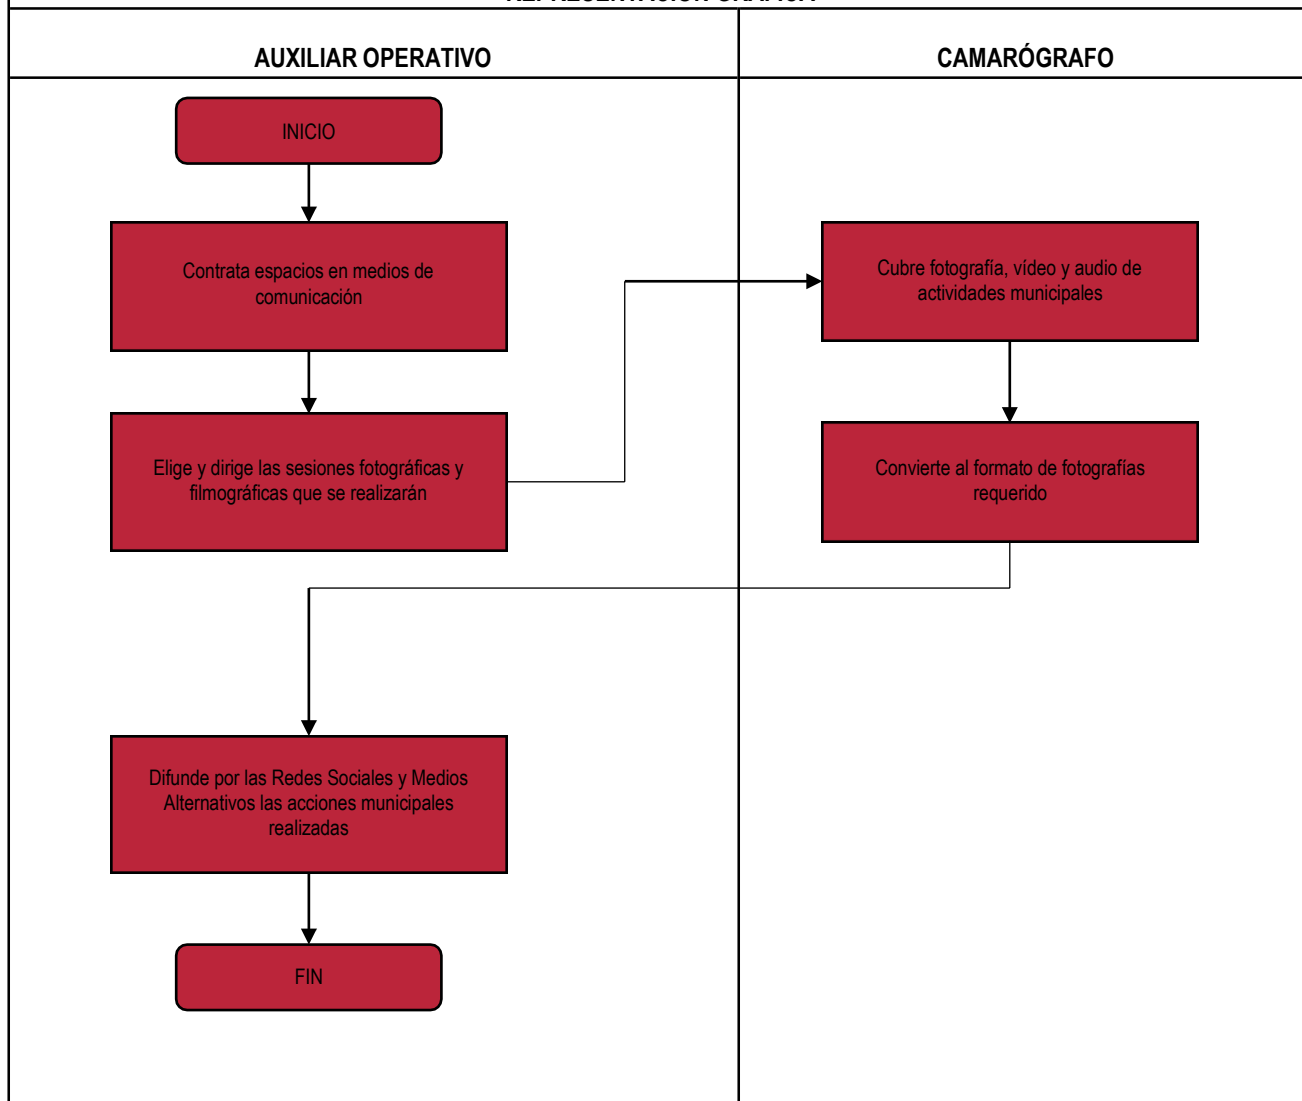 AUXILIAR OPERATIVO
CAMARÓGRAFO
INICIO
Contrata espacios en medios de
comunicación
Elige y dirige las sesiones fotográficas y
filmográficas que se realizarán
Cubre fotografía, vídeo y audio de
actividades municipales
Convierte al formato de fotografías
requerido
Difunde por las Redes Sociales y Medios
Alternativos las acciones municipales
realizadas
FIN